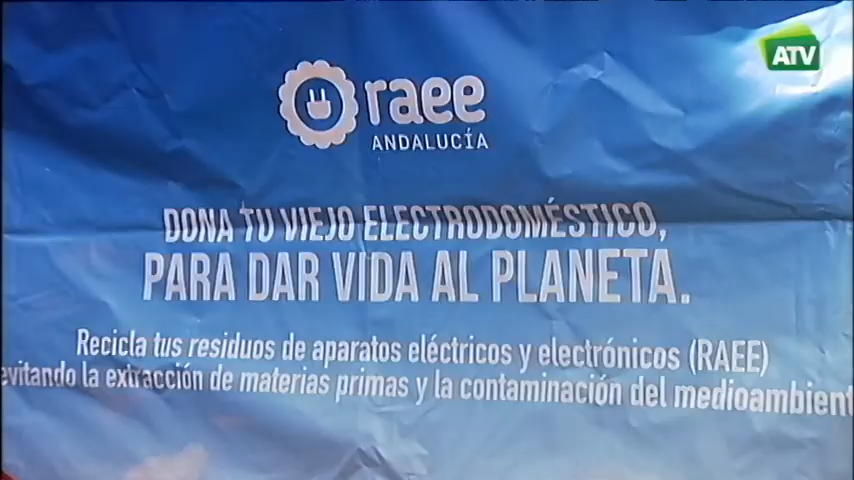 ATV
raee
ANDALUCÍA
DONA TU VIEJO ELECTRODOMÉSTICO,
PARA DAR VIDA AL PLANETA.
Recicla tus residuos de aparatos eléctricos y electrónicos (RAEE)
evitando la extracción de materias primas y la contaminación del medioambient